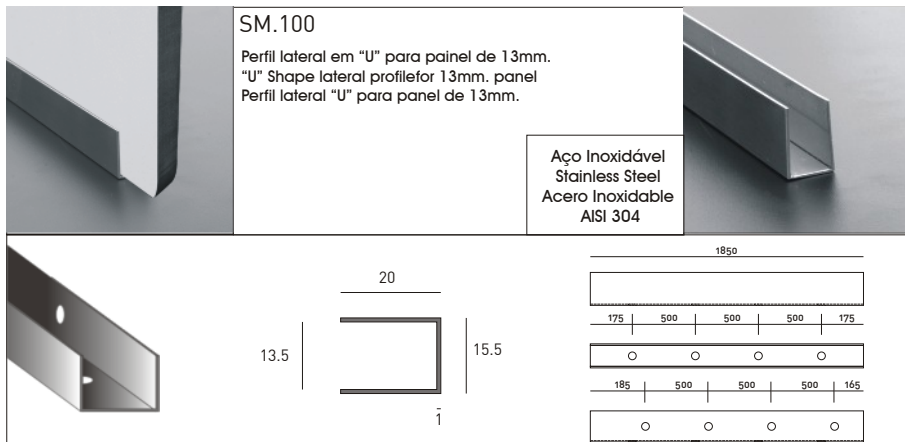 SM.100
Perfil lateral em “U” para painel de 13mm.
“U” Shape lateral profilefor 13mm. panel
Perfil lateral “U” para panel de 13mm.
Aço Inoxidável
Stainless Steel
Acero Inoxidable
AISI 304
20
13.5
15.5
1
1850
175 500 500 500 175
185 500 500 500 165